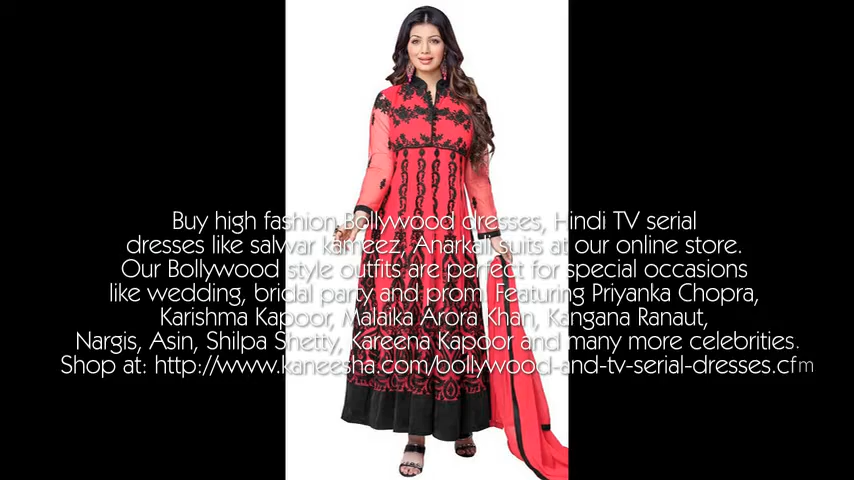 Buy high fashion Bollywood dresses, Hindi TV serial
dresses like salwar kameez, Anarkali suits at our online store.
Our Bollywood style outfits are perfect for special occasions
like wedding, bridal party and prom. Featuring Priyanka Chopra,
Karishma Kapoor, Malaika Arora Khan, Kangana Ranaut,
Nargis, Asin, Shilpa Shetty, Kareena Kapoor and many more celebrities.
Shop at: http://www.kaneesha.com/bollywood-and-tv-serial-dresses.cfm